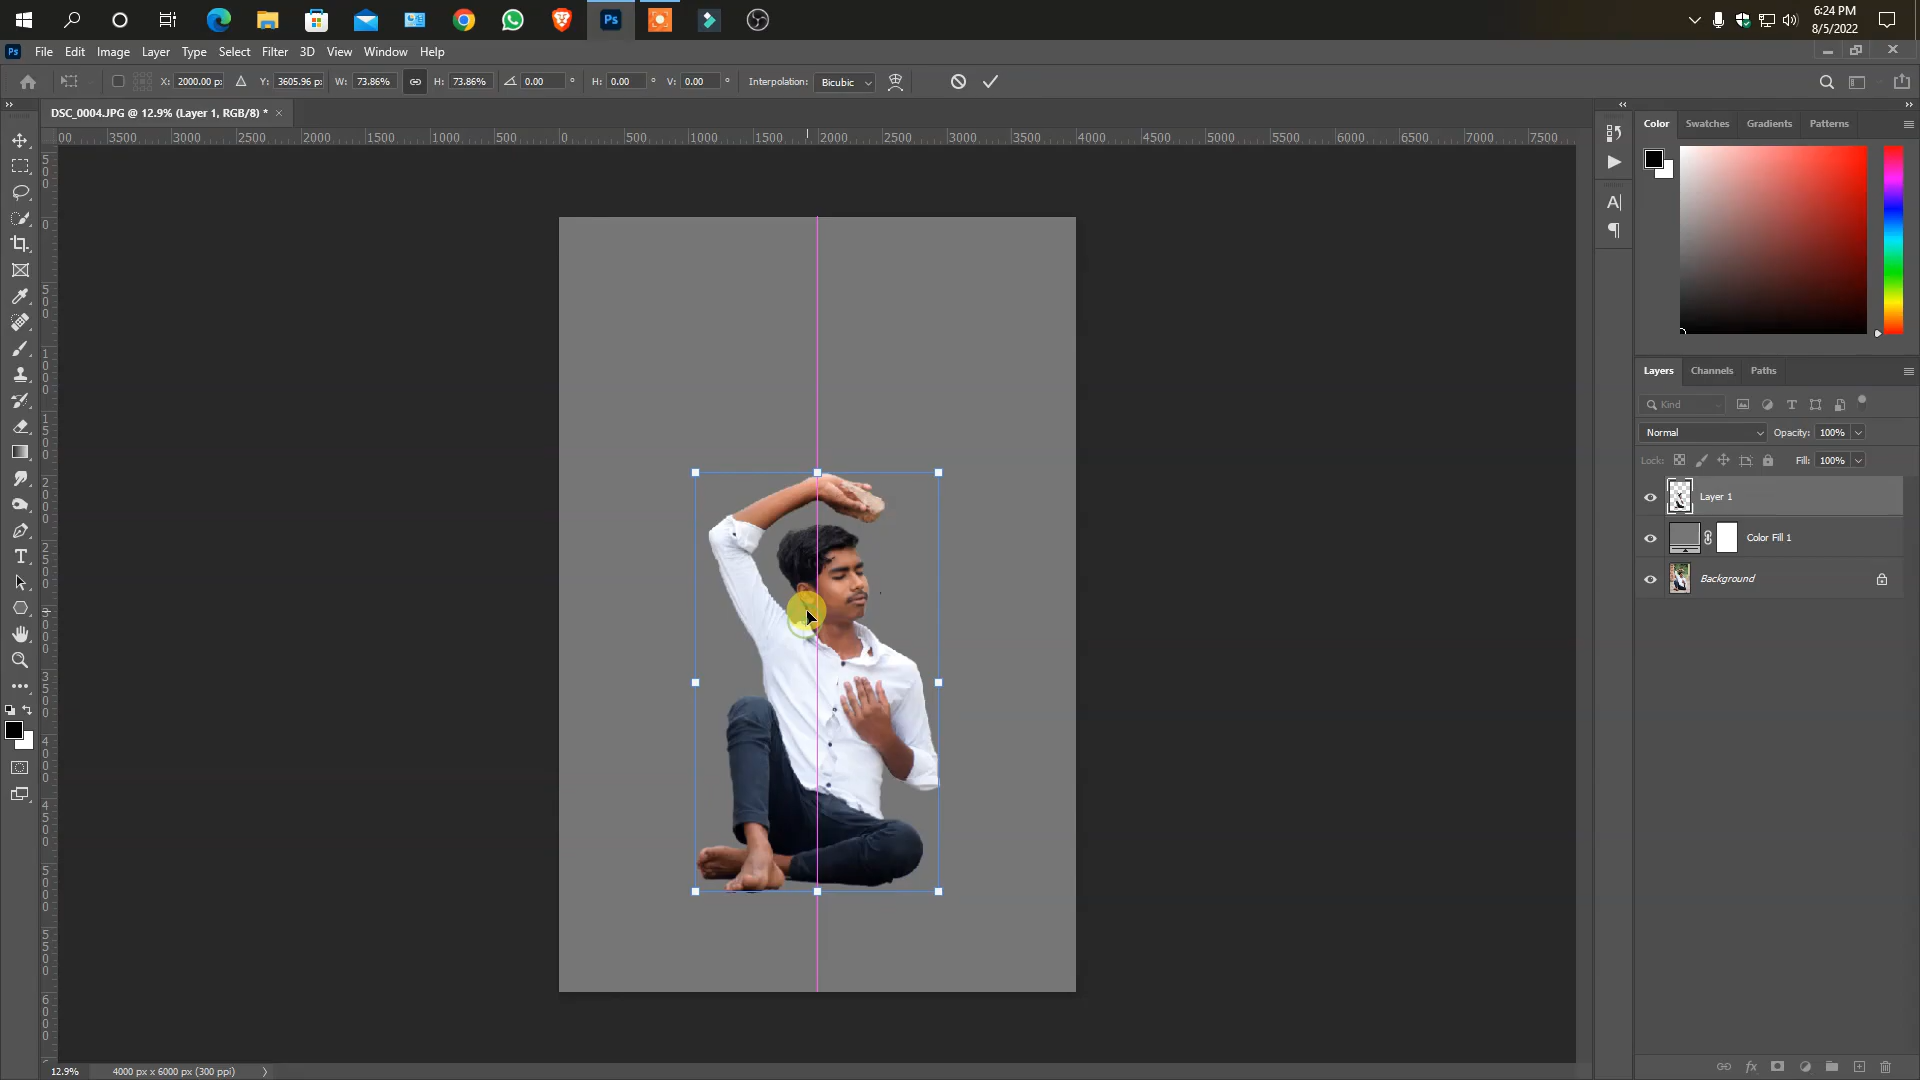 6:24 PM
8/5/2022
Ps
File Edit Image Layer Type Select Filter 3D View Window Help
X: 2000.00 p: Y: 3605.96 p: W: 73.86% H: 73.86% 0.00 ° H: 0.00 ° V: 0.00 ° Interpolation: Bicubic
DSC_0004.JPG @ 12.9% (Layer 1, RGB/8) * ×
00 3500 3000 2500 2000 1500 1000 500 0 500 1000 1500 2000 2500 3000 3500 4000 4500 5000 5500 6000 6500 7000 7500
Color Swatches Gradients Patterns
Layers Channels Paths
Kind
Normal Opacity: 100%
Lock: Fill: 100%
Layer 1
Color Fill 1
Background
12.9% 4000 px x 6000 px (300 ppi)